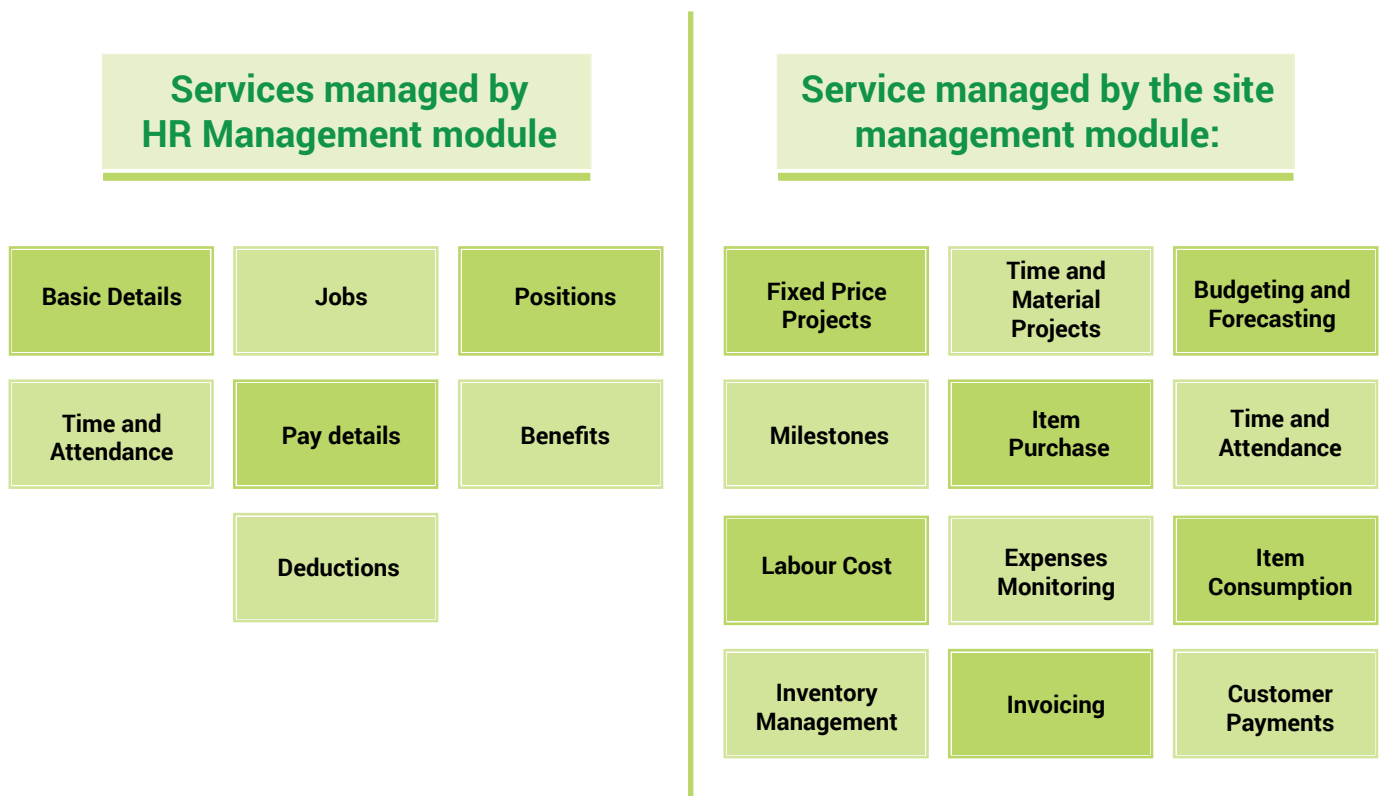 Services managed by
HR Management module
Basic Details
Jobs
Positions
Time and
Attendance
Pay details
Benefits
Deductions
Service managed by the site
management module:
Fixed Price
Projects
Time and
Material
Projects
Budgeting and
Forecasting
Milestones
Item
Purchase
Time and
Attendance
Labour Cost
Expenses
Monitoring
Item
Consumption
Inventory
Management
Invoicing
Customer
Payments